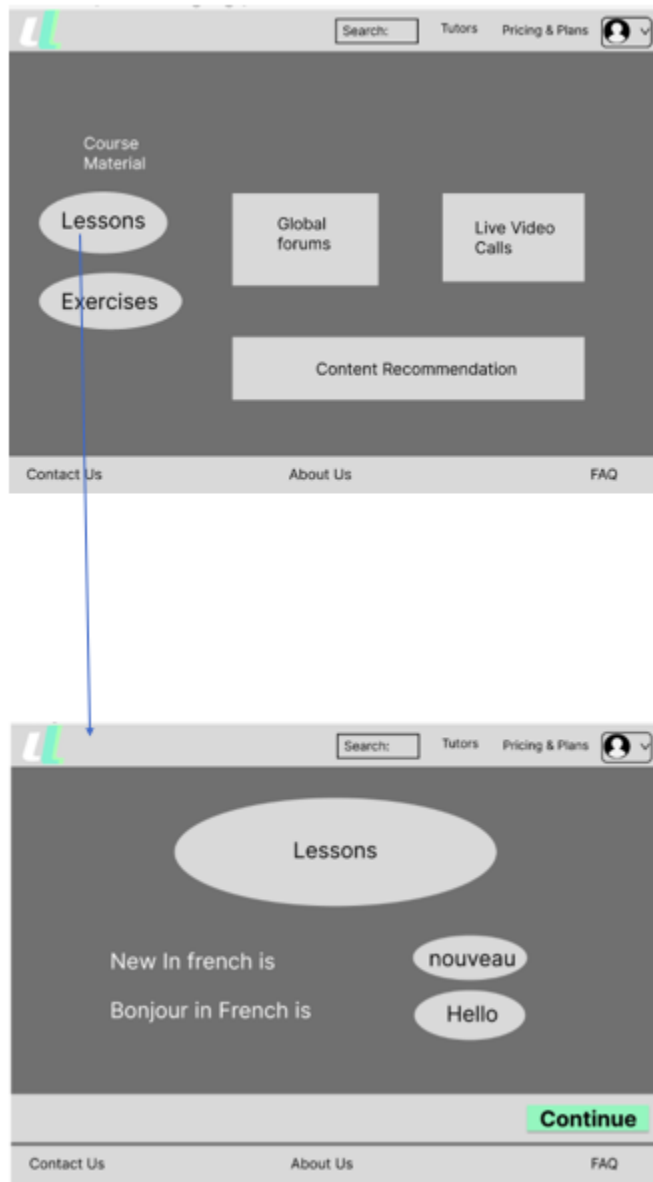 Search:
Tutors
Pricing & Plans
Course
Material
Lessons
Exercises
Global
forums
Live Video
Calls
Content Recommendation
Contact Us
About Us
FAQ
Search:
Tutors
Pricing & Plans
Lessons
New In french is
nouveau
Bonjour in French is
Hello
Continue
Contact Us
About Us
FAQ